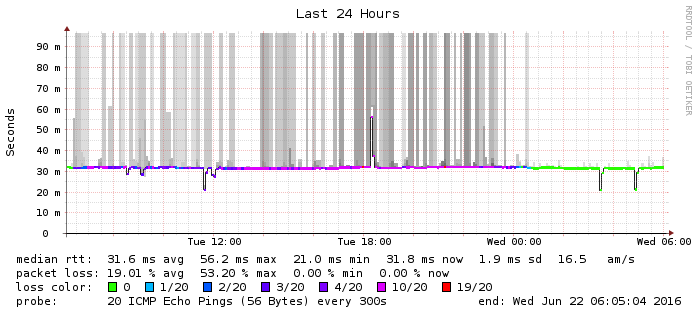 Last 24 Hours
RRDTOOL / TOBI OETIKER
Seconds
90 m
80 m
70 m
60 m
50 m
40 m
30 m
20 m
10 m
0
Tue 12:00 Tue 18:00 Wed 00:00 Wed 06:00
median rtt: 31.6 ms avg 56.2 ms max 21.0 ms min 31.8 ms now 1.9 ms sd 16.5 am/s
packet loss: 19.01 % avg 53.20 % max 0.00 % min 0.00 % now
loss color: 0 1/20 2/20 3/20 4/20 10/20 19/20
probe: 20 ICMP Echo Pings (56 Bytes) every 300s end: Wed Jun 22 06:05:04 2016